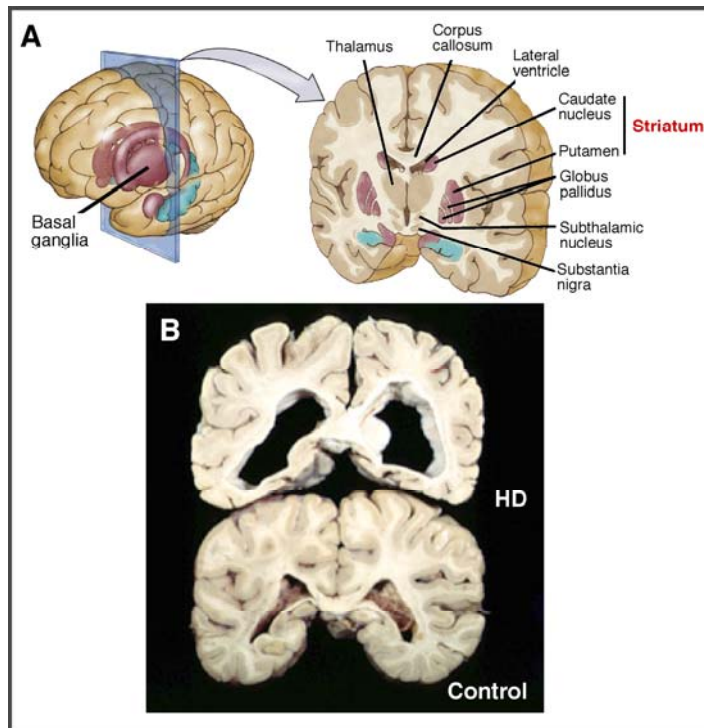 A
Basal
ganglia
Thalamus
Corpus
callosum
Lateral
ventricle
Caudate
nucleus
Striatum
Putamen
Globus
pallidus
Subthalamic
nucleus
Substantia
nigra
B
HD
Control